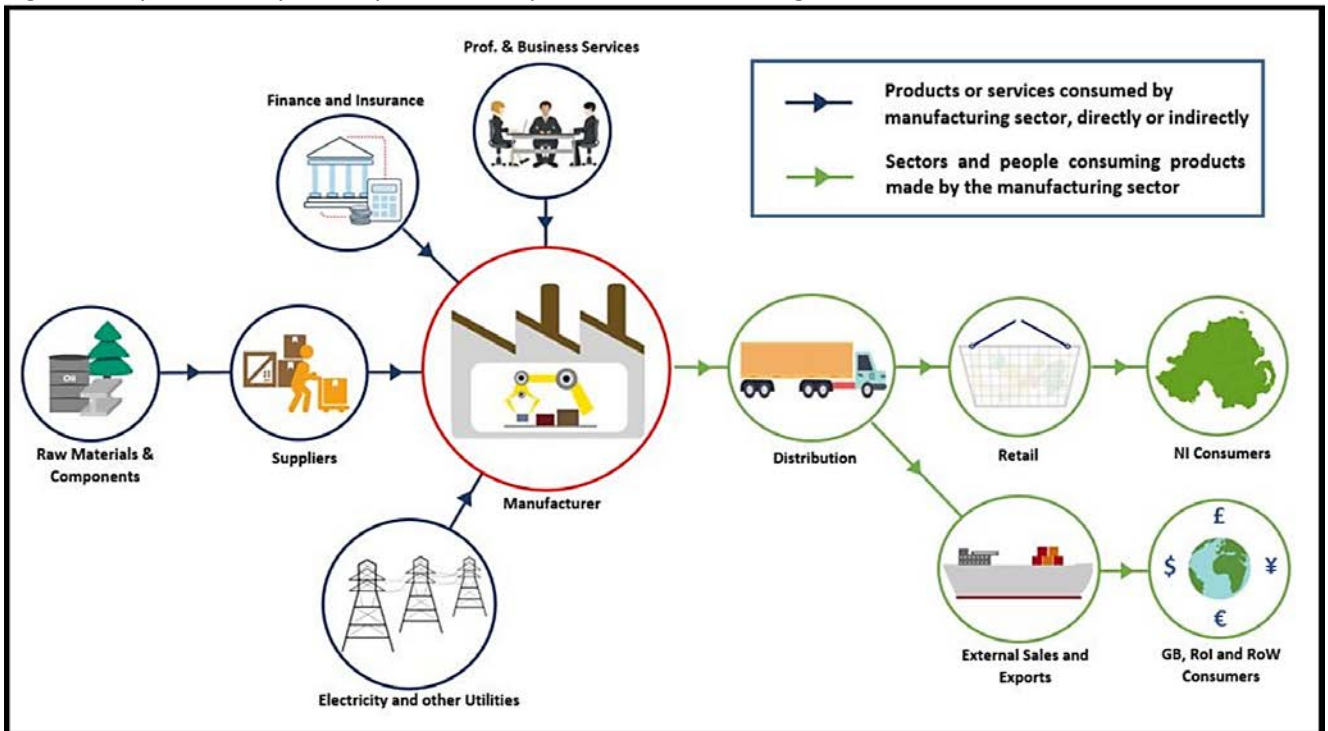 Prof. & Business Services
Finance and Insurance
Products or services consumed by
manufacturing sector, directly or indirectly
Sectors and people consuming products
made by the manufacturing sector
Oil
Raw Materials &
Components
Suppliers
Manufacturer
Distribution
Retail
NI Consumers
£
$
¥
€
Electricity and other Utilities
External Sales and
Exports
GB, RoI and RoW
Consumers